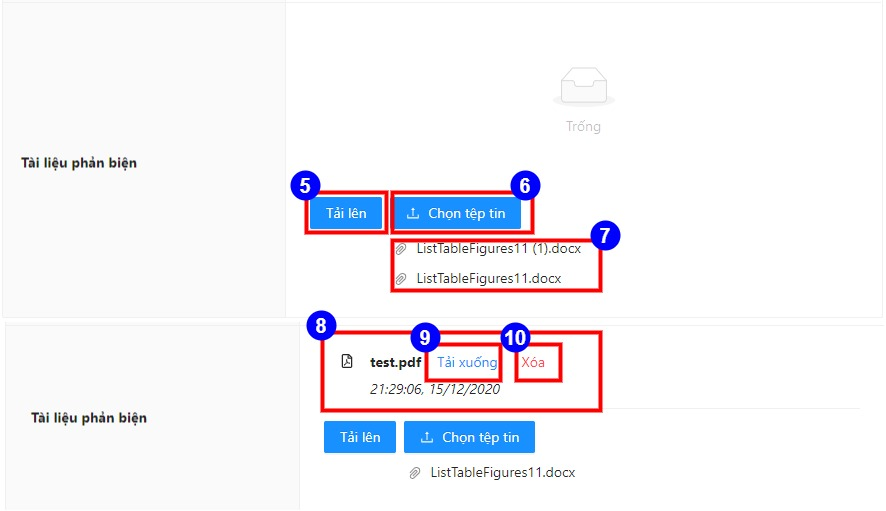 Trống
Tài liệu phản biện
5
6
Tải lên
Chọn tệp tin
7
ListTableFigures11 (1).docx
ListTableFigures11.docx
8
9
10
test.pdf Tải xuống Xóa
21:29:06, 15/12/2020
Tài liệu phản biện
Tải lên
Chọn tệp tin
ListTableFigures11.docx